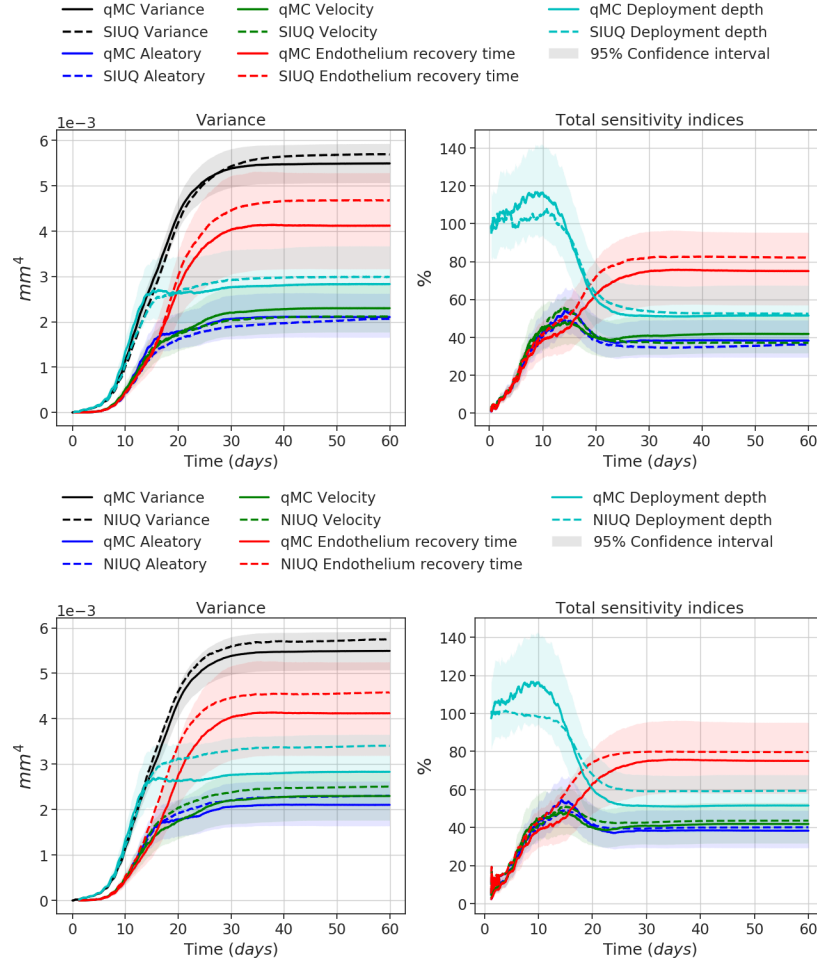 qMC Variance
SIUQ Variance
qMC Aleatory
SIUQ Aleatory
qMC Velocity
SIUQ Velocity
qMC Endothelium recovery time
SIUQ Endothelium recovery time
qMC Deployment depth
SIUQ Deployment depth
95% Confidence interval
1e−3
Variance
6
5
4
3
2
1
0
mm⁴
0 10 20 30 40 50 60
Time (days)
Total sensitivity indices
140
120
100
80
60
40
20
0
%
0 10 20 30 40 50 60
Time (days)
qMC Variance
NIUQ Variance
qMC Aleatory
NIUQ Aleatory
qMC Velocity
NIUQ Velocity
qMC Endothelium recovery time
NIUQ Endothelium recovery time
qMC Deployment depth
NIUQ Deployment depth
95% Confidence interval
1e−3
Variance
6
5
4
3
2
1
0
mm⁴
0 10 20 30 40 50 60
Time (days)
Total sensitivity indices
140
120
100
80
60
40
20
0
%
0 10 20 30 40 50 60
Time (days)